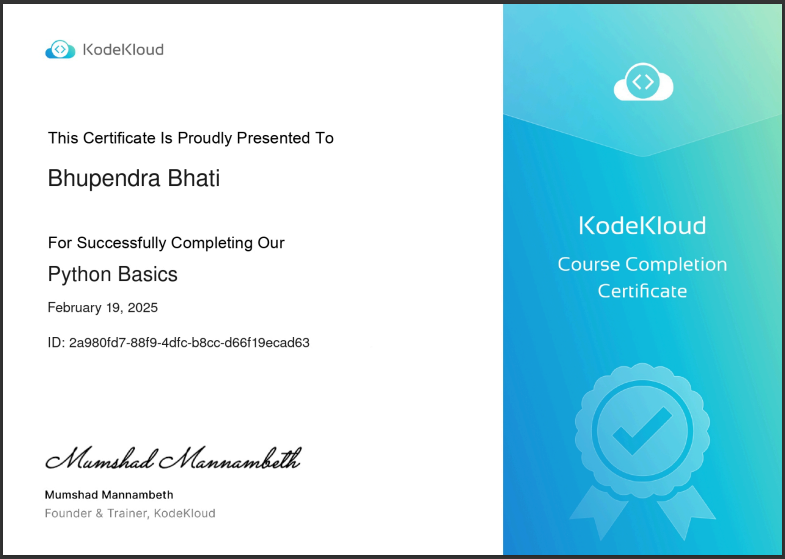 KodeKloud
This Certificate Is Proudly Presented To
Bhupendra Bhati
For Successfully Completing Our
Python Basics
February 19, 2025
ID: 2a980fd7-88f9-4dfc-b8cc-d66f19ecad63
Mumshad Mannambeth
Mumshad Mannambeth
Founder & Trainer, KodeKloud
KodeKloud
Course Completion
Certificate